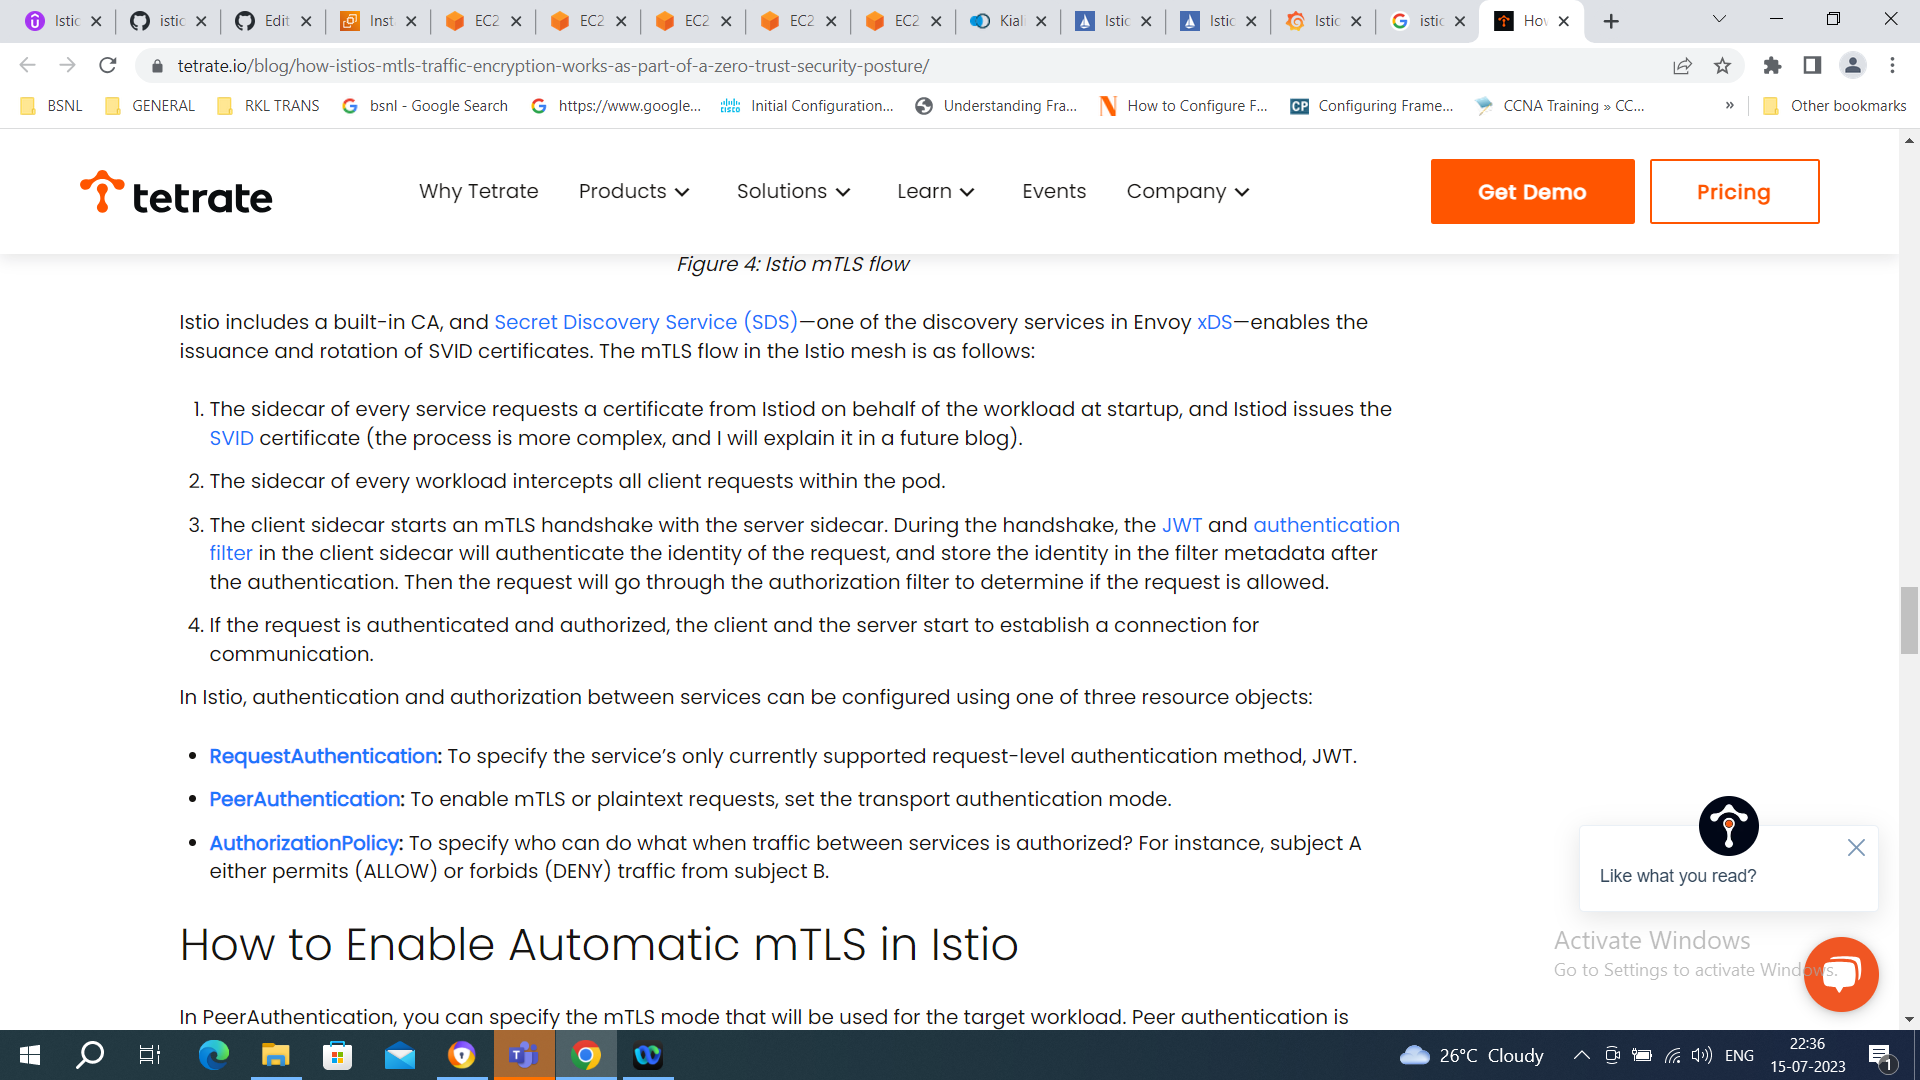 Istio
istio
Edit
Inst
EC2
EC2
EC2
EC2
EC2
Kiali
Istio
Istio
Istio
istio
How
tetrate.io/blog/how-istios-mtls-traffic-encryption-works-as-part-of-a-zero-trust-security-posture/
BSNL
GENERAL
RKL TRANS
bsnl - Google Search
https://www.google...
Initial Configuration...
Understanding Fra...
How to Configure F...
Configuring Frame...
CCNA Training » CC...
»
Other bookmarks
tetrate
Why Tetrate
Products
Solutions
Learn
Events
Company
Get Demo
Pricing
Figure 4: Istio mTLS flow
Istio includes a built-in CA, and Secret Discovery Service (SDS)—one of the discovery services in Envoy xDS—enables the
issuance and rotation of SVID certificates. The mTLS flow in the Istio mesh is as follows:
1. The sidecar of every service requests a certificate from Istiod on behalf of the workload at startup, and Istiod issues the
SVID certificate (the process is more complex, and I will explain it in a future blog).
2. The sidecar of every workload intercepts all client requests within the pod.
3. The client sidecar starts an mTLS handshake with the server sidecar. During the handshake, the JWT and authentication
filter in the client sidecar will authenticate the identity of the request, and store the identity in the filter metadata after
the authentication. Then the request will go through the authorization filter to determine if the request is allowed.
4. If the request is authenticated and authorized, the client and the server start to establish a connection for
communication.
In Istio, authentication and authorization between services can be configured using one of three resource objects:
• RequestAuthentication: To specify the service’s only currently supported request-level authentication method, JWT.
• PeerAuthentication: To enable mTLS or plaintext requests, set the transport authentication mode.
• AuthorizationPolicy: To specify who can do what when traffic between services is authorized? For instance, subject A
either permits (ALLOW) or forbids (DENY) traffic from subject B.
Like what you read?
How to Enable Automatic mTLS in Istio
Activate Windows
Go to Settings to activate Windows.
In PeerAuthentication, you can specify the mTLS mode that will be used for the target workload. Peer authentication is
26°C Cloudy
ENG
22:36
15-07-2023
1